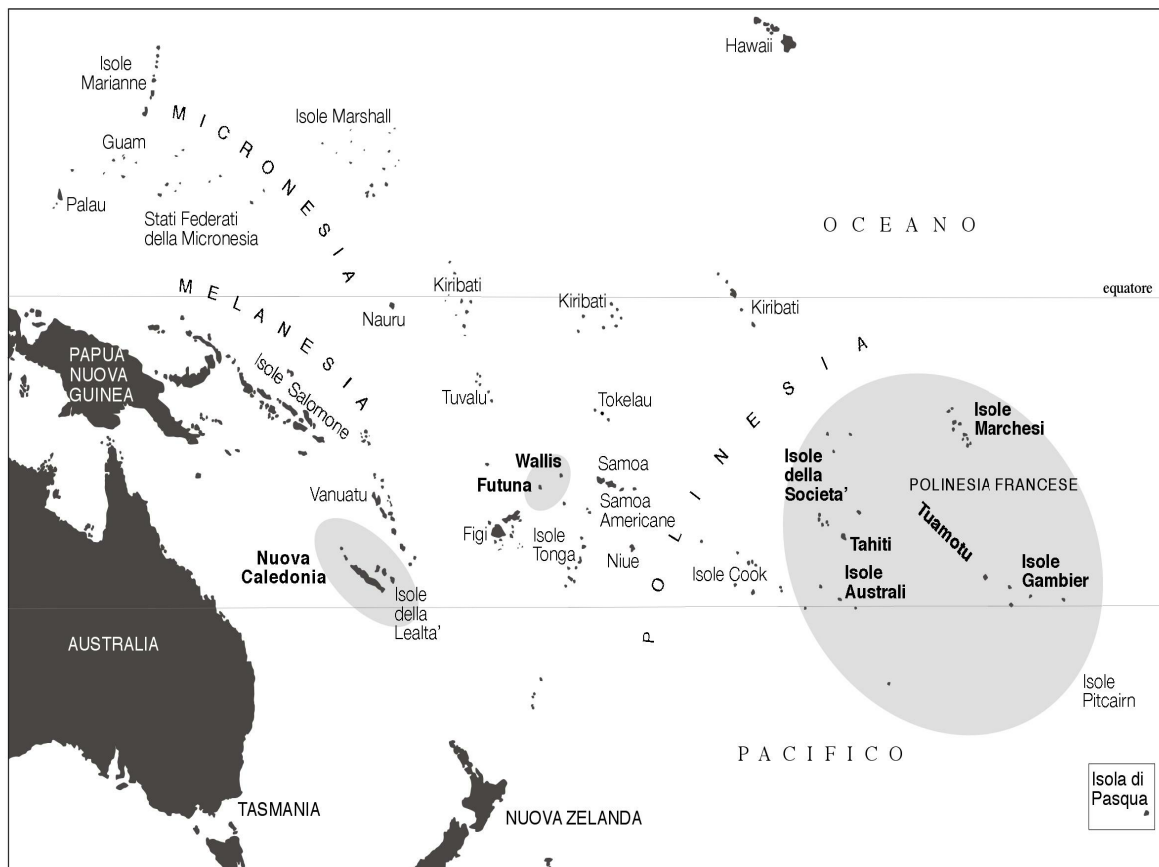 Hawaii
Isole
Marianne
MICRONESIA
Isole Marshall
Guam
Palau
Stati Federati
della Micronesia
OCEANO
MELANESIA
Kiribati
Kiribati
Kiribati
equatore
Nauru
PAPUA
NUOVA
GUINEA
Isole Salomone
Tuvalu
Tokelau
POLINESIA
Isole
Marchesi
Wallis
Futuna
Samoa
Samoa
Americane
Isole
della
Societa'
POLINESIA FRANCESE
Vanuatu
Figi
Isole
Tonga
Niue
Tuamotu
Tahiti
Nuova
Caledonia
Isole
della
Lealta'
Isole Cook
Isole
Australi
Isole
Gambier
AUSTRALIA
Isole
Pitcairn
PACIFICO
Isola di
Pasqua
TASMANIA
NUOVA ZELANDA